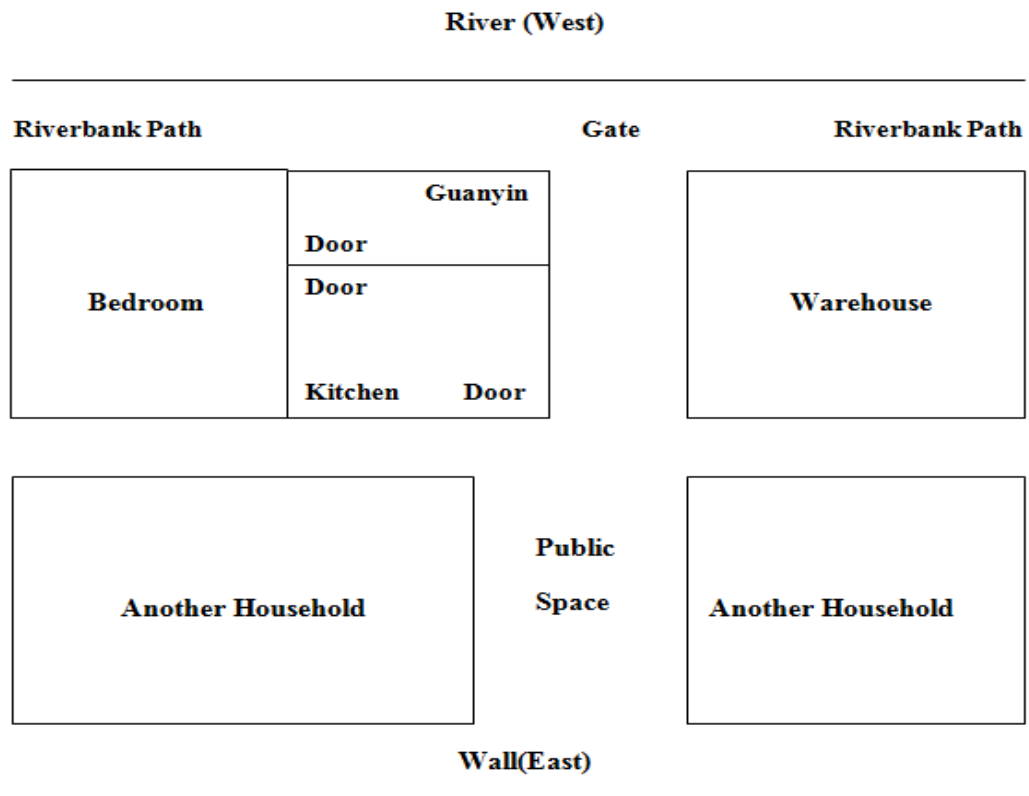 River (West)
Riverbank Path
Gate
Riverbank Path
Guanyin
Door
Door
Bedroom
Warehouse
Kitchen
Door
Public
Space
Another Household
Another Household
Wall(East)